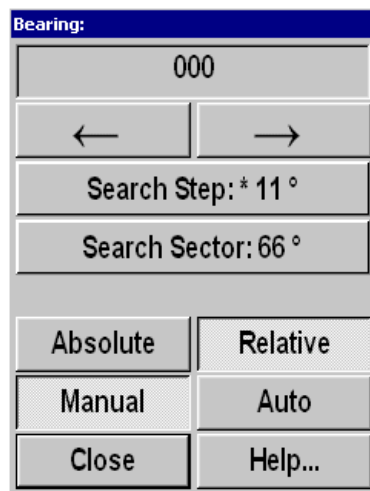 Bearing:
000
← →
Search Step: * 11 °
Search Sector: 66 °
Absolute Relative
Manual Auto
Close Help...